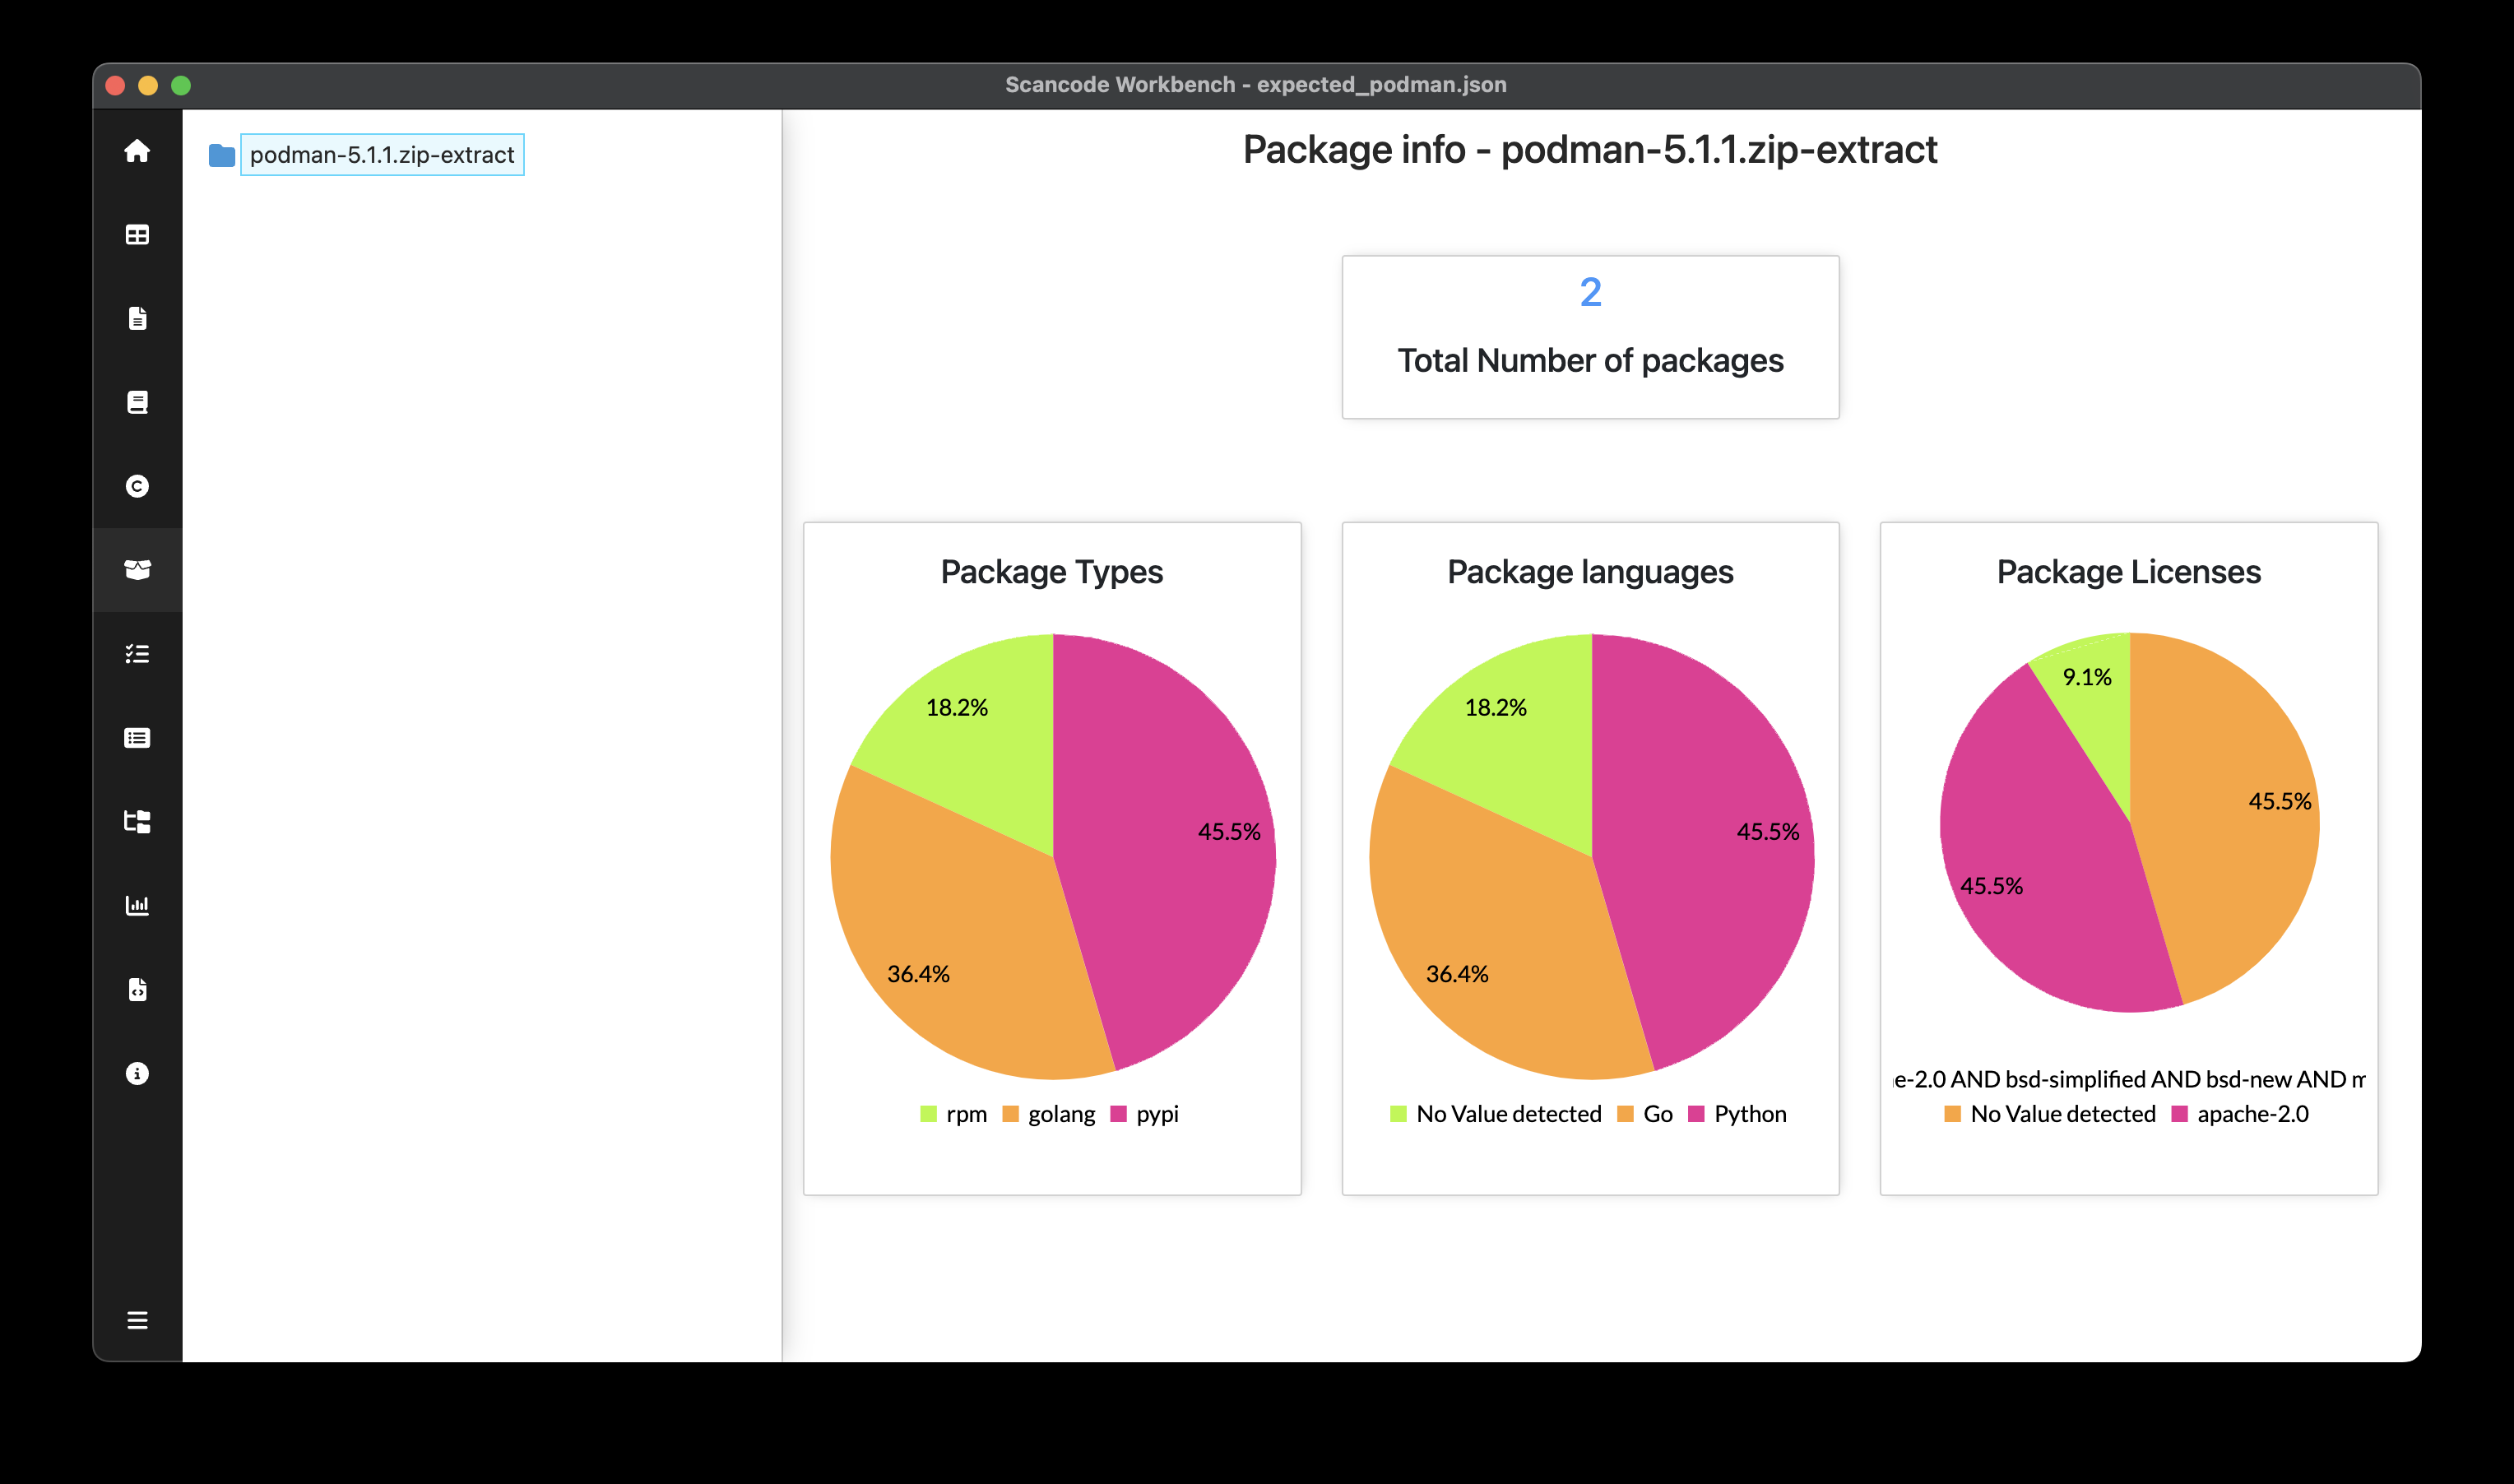 Scancode Workbench - expected_podman.json
podman-5.1.1.zip-extract
Package info - podman-5.1.1.zip-extract
2
Total Number of packages
Package Types
18.2%
45.5%
36.4%
rpm golang pypi
Package languages
18.2%
45.5%
36.4%
No Value detected Go Python
Package Licenses
9.1%
45.5%
45.5%
e-2.0 AND bsd-simplified AND bsd-new AND m
No Value detected apache-2.0